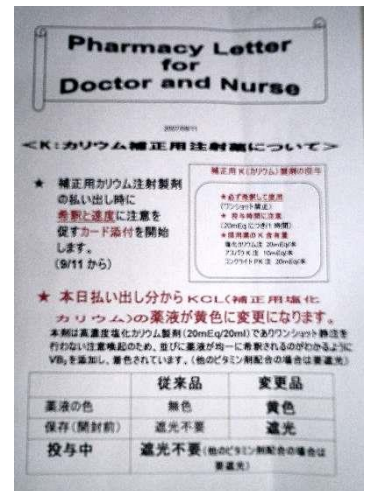 Pharmacy Letter
for
Doctor and Nurse
2007/09/11
<K:カリウム補正用注射薬について>
★ 補正用カリウム注射製剤
の払い出し時に
希釈と速度に注意を
促すカード添付を開始
します。
(9/11 から)
補正用K(カリウム)製剤の投与
★必ず希釈して使用
(ワンショット禁止)
★ 投与時間に注意
(20mEqにつき/1時間)
★採用薬のK含有量
塩化カリウム注 20mEq/本
アスパラK注 10mEq/本
コンクライトPK注 20mEq/本
★ 本日払い出し分からKCL(補正用塩化
カリウム)の薬液が黄色に変更になります。
本剤は高濃度塩化カリウム製剤(20mEq/20ml)でありワンショット静注を
行わない注意喚起のため、並びに薬液が均一に希釈されるのがわかるように
VB₂を添加し、着色されています。(他のビタミン剤配合の場合は要遮光)
従来品 変更品
薬液の色 無色 黄色
保存(開封前) 遮光不要 遮光
投与中 遮光不要(他のビタミン剤配合の場合は
要遮光)